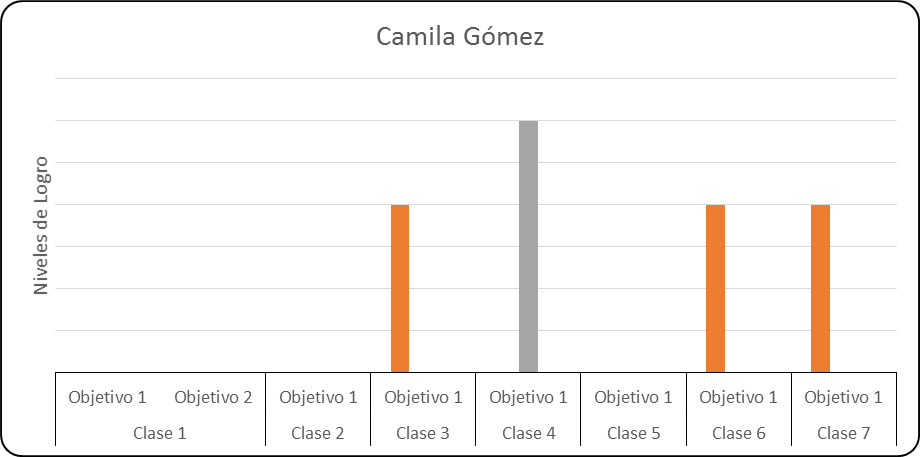 Camila Gómez
Niveles de Logro
Objetivo 1 Objetivo 2 Objetivo 1 Objetivo 1 Objetivo 1 Objetivo 1 Objetivo 1 Objetivo 1
Clase 1 Clase 2 Clase 3 Clase 4 Clase 5 Clase 6 Clase 7